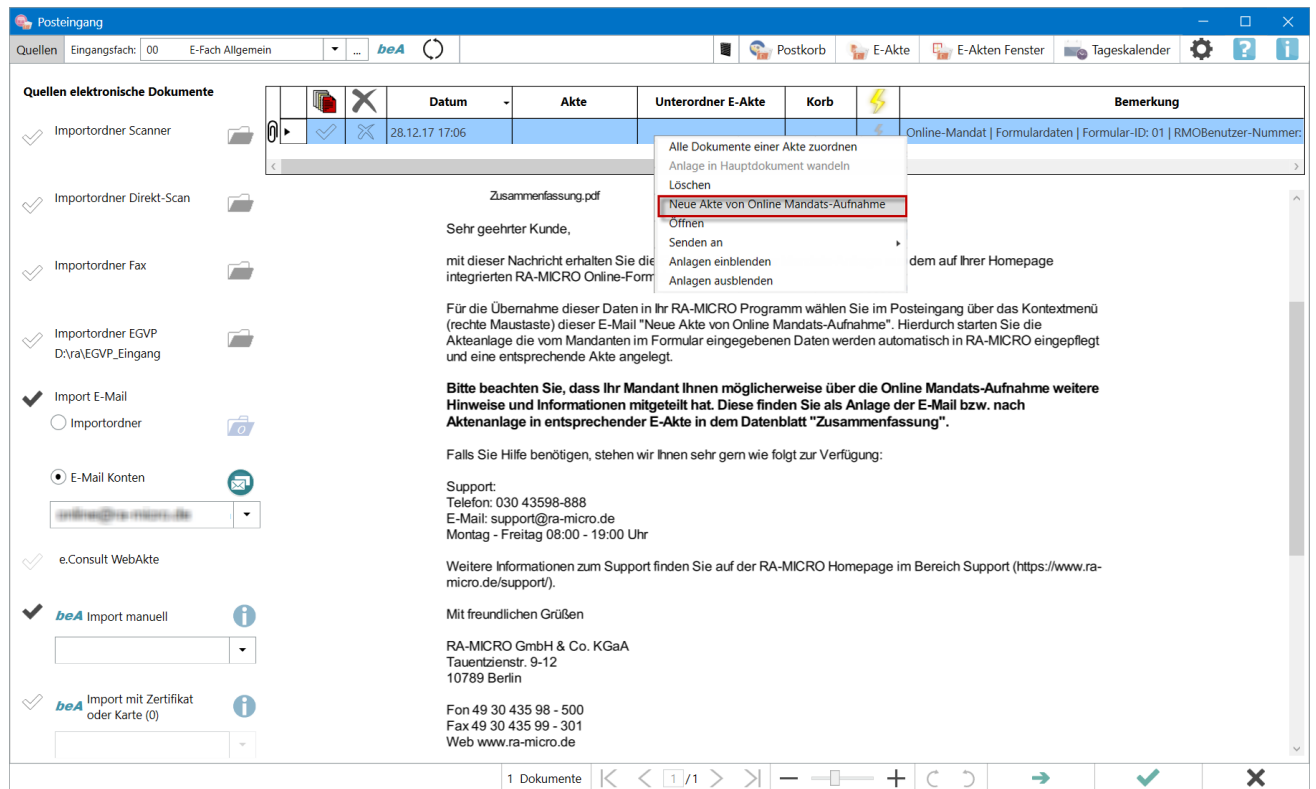 Posteingang
Quellen Eingangsfach: 00 E-Fach Allgemein ... beA Postkorb E-Akte E-Akten Fenster Tageskalender ? i
Quellen elektronische Dokumente
Importordner Scanner
Importordner Direkt-Scan
Importordner Fax
Importordner EGVP
D:\ra\EGVP_Eingang
Import E-Mail
Importordner
E-Mail Konten
e.Consult WebAkte
beA Import manuell
beA Import mit Zertifikat
oder Karte (0)
Datum Akte Unterordner E-Akte Korb Bemerkung
28.12.17 17:06 Online-Mandat | Formulardaten | Formular-ID: 01 | RMOBenutzer-Nummer:
Alle Dokumente einer Akte zuordnen
Anlage in Hauptdokument wandeln
Löschen
Neue Akte von Online Mandats-Aufnahme
Öffnen
Senden an
Anlagen einblenden
Anlagen ausblenden
Zusammenfassung.pdf
Sehr geehrter Kunde,
mit dieser Nachricht erhalten Sie die dem auf Ihrer Homepage
integrierten RA-MICRO Online-Form
Für die Übernahme dieser Daten in Ihr RA-MICRO Programm wählen Sie im Posteingang über das Kontextmenü
(rechte Maustaste) dieser E-Mail "Neue Akte von Online Mandats-Aufnahme". Hierdurch starten Sie die
Akteanlage die vom Mandanten im Formular eingegebenen Daten werden automatisch in RA-MICRO eingepflegt
und eine entsprechende Akte angelegt.
Bitte beachten Sie, dass Ihr Mandant Ihnen möglicherweise über die Online Mandats-Aufnahme weitere
Hinweise und Informationen mitgeteilt hat. Diese finden Sie als Anlage der E-Mail bzw. nach
Aktenanlage in entsprechender E-Akte in dem Datenblatt "Zusammenfassung".
Falls Sie Hilfe benötigen, stehen wir Ihnen sehr gern wie folgt zur Verfügung:
Support:
Telefon: 030 43598-888
E-Mail: support@ra-micro.de
Montag - Freitag 08:00 - 19:00 Uhr
Weitere Informationen zum Support finden Sie auf der RA-MICRO Homepage im Bereich Support (https://www.ra-
micro.de/support/).
Mit freundlichen Grüßen
RA-MICRO GmbH & Co. KGaA
Tauentzienstr. 9-12
10789 Berlin
Fon 49 30 435 98 - 500
Fax 49 30 435 99 - 301
Web www.ra-micro.de
1 Dokumente 1 /1